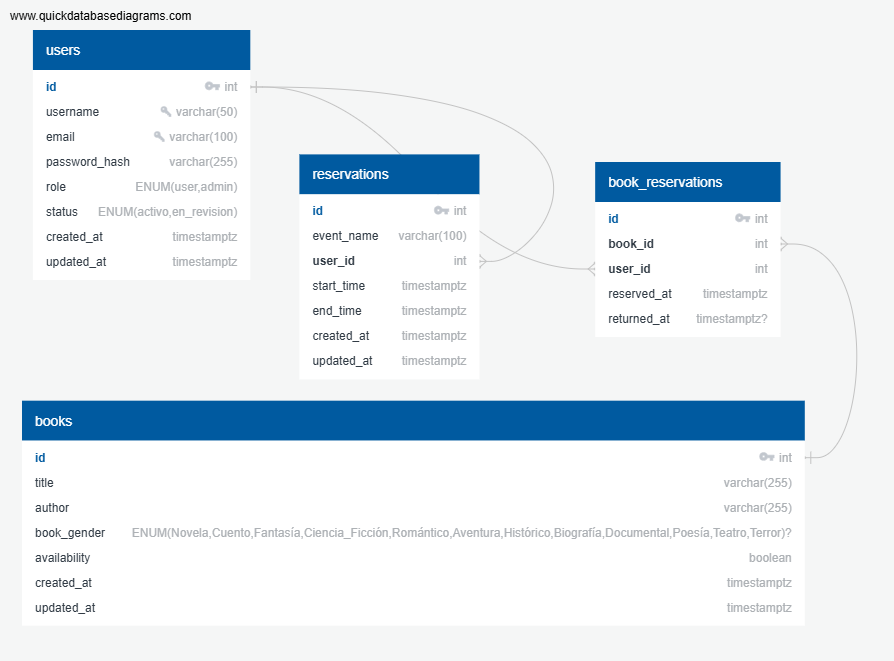 www.quickdatabasediagrams.com
users
id int
username varchar(50)
email varchar(100)
password_hash varchar(255)
role ENUM(user,admin)
status ENUM(activo,en_revision)
created_at timestamptz
updated_at timestamptz
reservations
id int
event_name varchar(100)
user_id int
start_time timestamptz
end_time timestamptz
created_at timestamptz
updated_at timestamptz
book_reservations
id int
book_id int
user_id int
reserved_at timestamptz
returned_at timestamptz?
books
id int
title varchar(255)
author varchar(255)
book_gender ENUM(Novela,Cuento,Fantasía,Ciencia_Ficción,Romántico,Aventura,Histórico,Biografía,Documental,Poesía,Teatro,Terror)?
availability boolean
created_at timestamptz
updated_at timestamptz